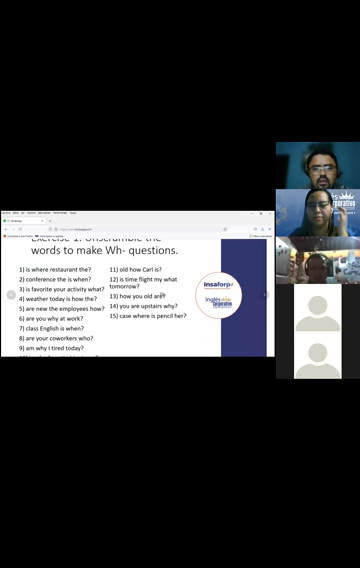 Exercise 1: Unscramble the
words to make Wh- questions.
1) is where restaurant the?
2) conference the is when?
3) is favorite your activity what?
4) weather today is how the?
5) are new the employees how?
6) are you why at work?
7) class English is when?
8) are your coworkers who?
9) am why I tired today?
11) old how Carl is?
12) is time flight my what
tomorrow?
13) how you old are?
14) you are upstairs why?
15) case where is pencil her?
Insaforp
Inglés
Corporativo